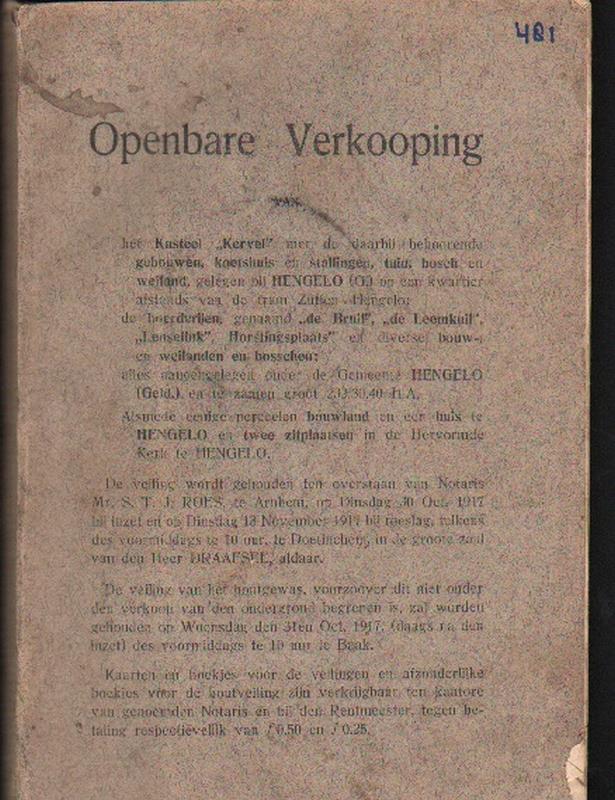 481
Openbare Verkooping
VAN
het Kasteel „Kervel" met de daarbij behoorende
gebouwen, koetshuis en stallingen, tuin, bosch en
weiland, gelegen bij HENGELO (G.) op een kwartier
afstands van de tram Zutfen-Hengelo;
de boerderijen, genaamd „de Bruil", „de Leemkuil",
„Lenselink", Horstingsplaats" en diverse bouw-,
en weilanden en bosschen;
alles aaneengelegen onder de Gemeente HENGELO
(Geld.) en te zamen groot H.A.
Alsmede eenige perceelen bouwland en een huis te
HENGELO en twee zitplaatsen in de Hervormde
Kerk te HENGELO.
De veiling wordt gehouden ten overstaan van Notaris
Mr. S. T. J. ROES, te Arnhem, op Dinsdag 30 Oct. 1917
bij inzet en op Dinsdag 13 November 1917 bij toeslag, telkens
des voormiddags te 10 uur, te Doetinchem, in de groote zaal
van den Heer DRAAFSEL, aldaar.
De veiling van het houtgewas, voorzoover dit niet onder
den verkoop van den ondergrond begrepen is, zal worden
gehouden op Woensdag den 31en Oct. 1917, (daags na den
inzet) des voormiddags te 10 uur te Baak.
Kaarten en boekjes voor de veilingen en afzonderlijke
boekjes voor de houtveiling zijn verkrijgbaar ten kantore
van genoemden Notaris en bij den Rentmeester, tegen be-
taling respectievelijk van ƒ 0.50 en ƒ 0.25.